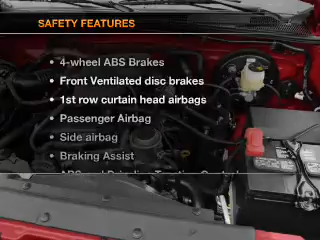 SAFETY FEATURES
• 4-wheel ABS Brakes
• Front Ventilated disc brakes
• 1st row curtain head airbags
• Passenger Airbag
• Side airbag
• Braking Assist